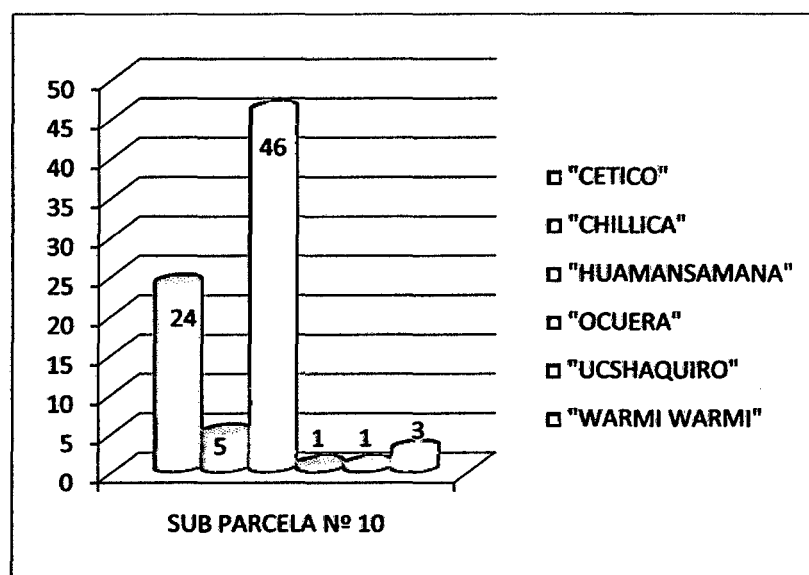 50
45
40
35
30
25
20
15
10
5
0
24
5
46
1
1
3
SUB PARCELA Nº 10
"CETICO"
"CHILLICA"
"HUAMANSAMANA"
"OCUERA"
"UCSHAQUIRO"
"WARMI WARMI"